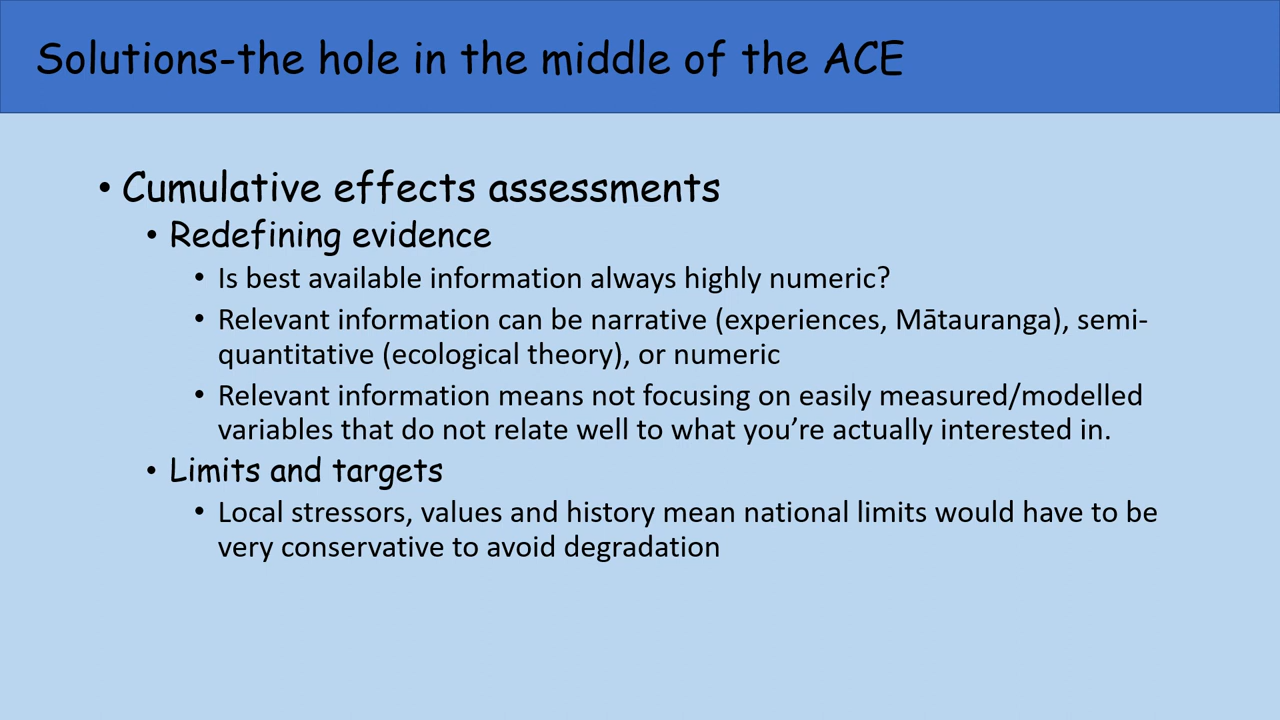 Solutions-the hole in the middle of the ACE
• Cumulative effects assessments
• Redefining evidence
• Is best available information always highly numeric?
• Relevant information can be narrative (experiences, Mātauranga), semi-
quantitative (ecological theory), or numeric
• Relevant information means not focusing on easily measured/modelled
variables that do not relate well to what you’re actually interested in.
• Limits and targets
• Local stressors, values and history mean national limits would have to be
very conservative to avoid degradation